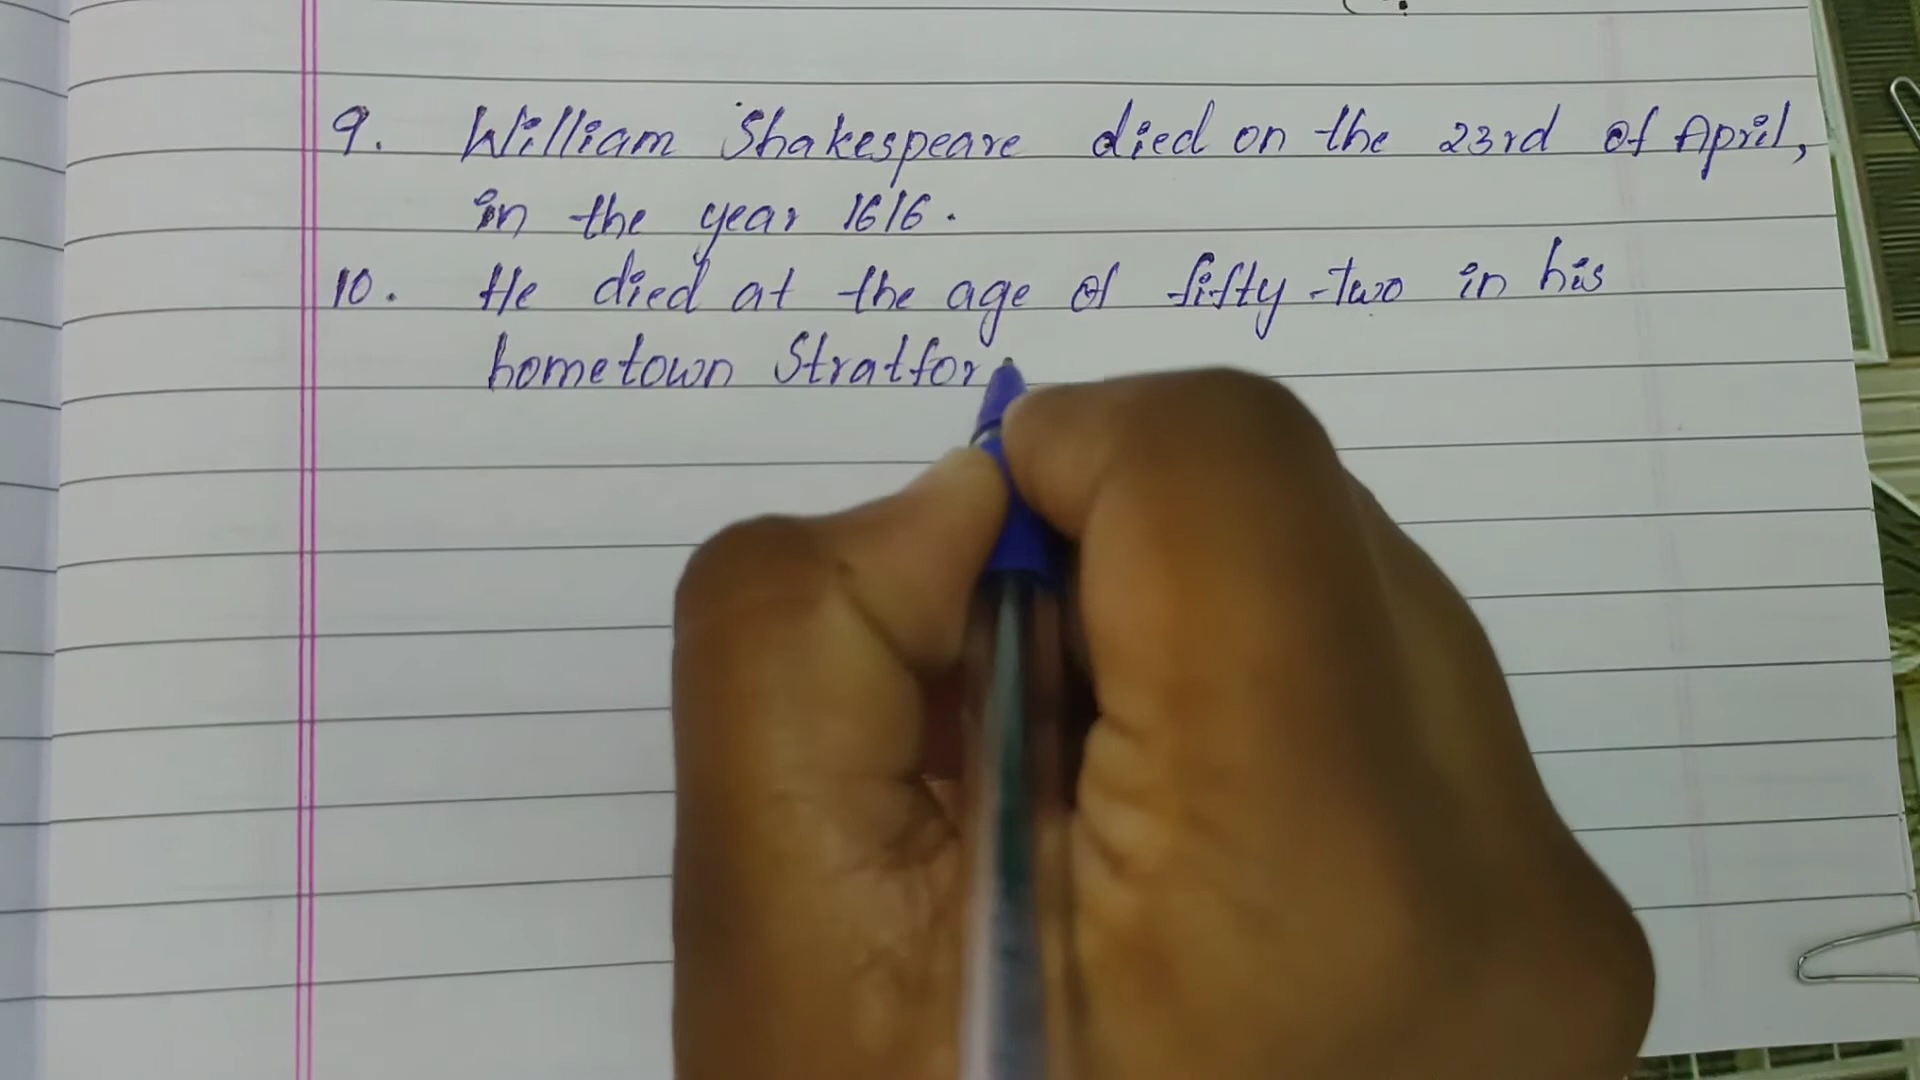 9. William Shakespeare died on the 23rd of April,
in the year 1616.
10. He died at the age of fifty-two in his
hometown Stratfor